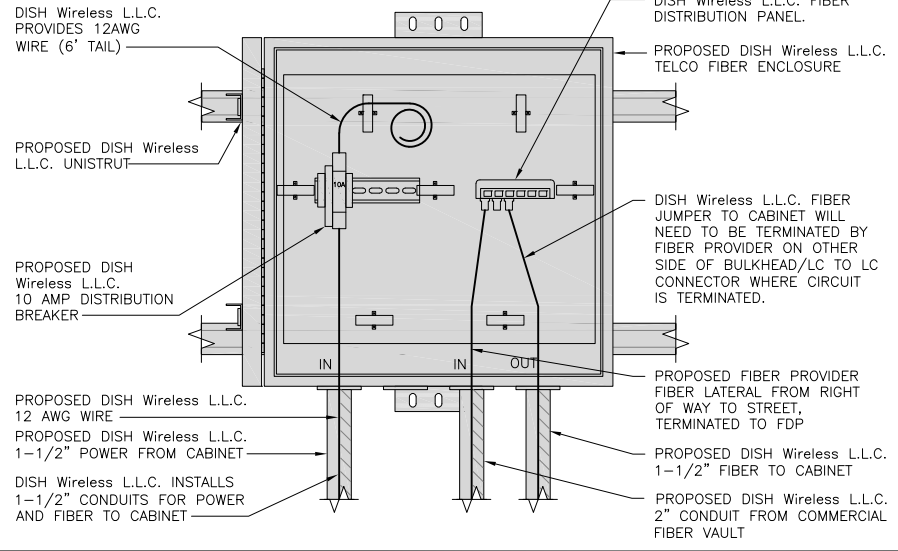 DISH Wireless L.L.C.
PROVIDES 12AWG
WIRE (6' TAIL)
PROPOSED DISH Wireless
L.L.C. UNISTRUT
PROPOSED DISH
Wireless L.L.C.
10 AMP DISTRIBUTION
BREAKER
PROPOSED DISH Wireless L.L.C.
12 AWG WIRE
PROPOSED DISH Wireless L.L.C.
1-1/2" POWER FROM CABINET
DISH Wireless L.L.C. INSTALLS
1-1/2" CONDUITS FOR POWER
AND FIBER TO CABINET
10A
IN
IN
OUT
DISH Wireless L.L.C. FIBER
DISTRIBUTION PANEL.
PROPOSED DISH Wireless L.L.C.
TELCO FIBER ENCLOSURE
DISH Wireless L.L.C. FIBER
JUMPER TO CABINET WILL
NEED TO BE TERMINATED BY
FIBER PROVIDER ON OTHER
SIDE OF BULKHEAD/LC TO LC
CONNECTOR WHERE CIRCUIT
IS TERMINATED.
PROPOSED FIBER PROVIDER
FIBER LATERAL FROM RIGHT
OF WAY TO STREET,
TERMINATED TO FDP
PROPOSED DISH Wireless L.L.C.
1-1/2" FIBER TO CABINET
PROPOSED DISH Wireless L.L.C.
2" CONDUIT FROM COMMERCIAL
FIBER VAULT